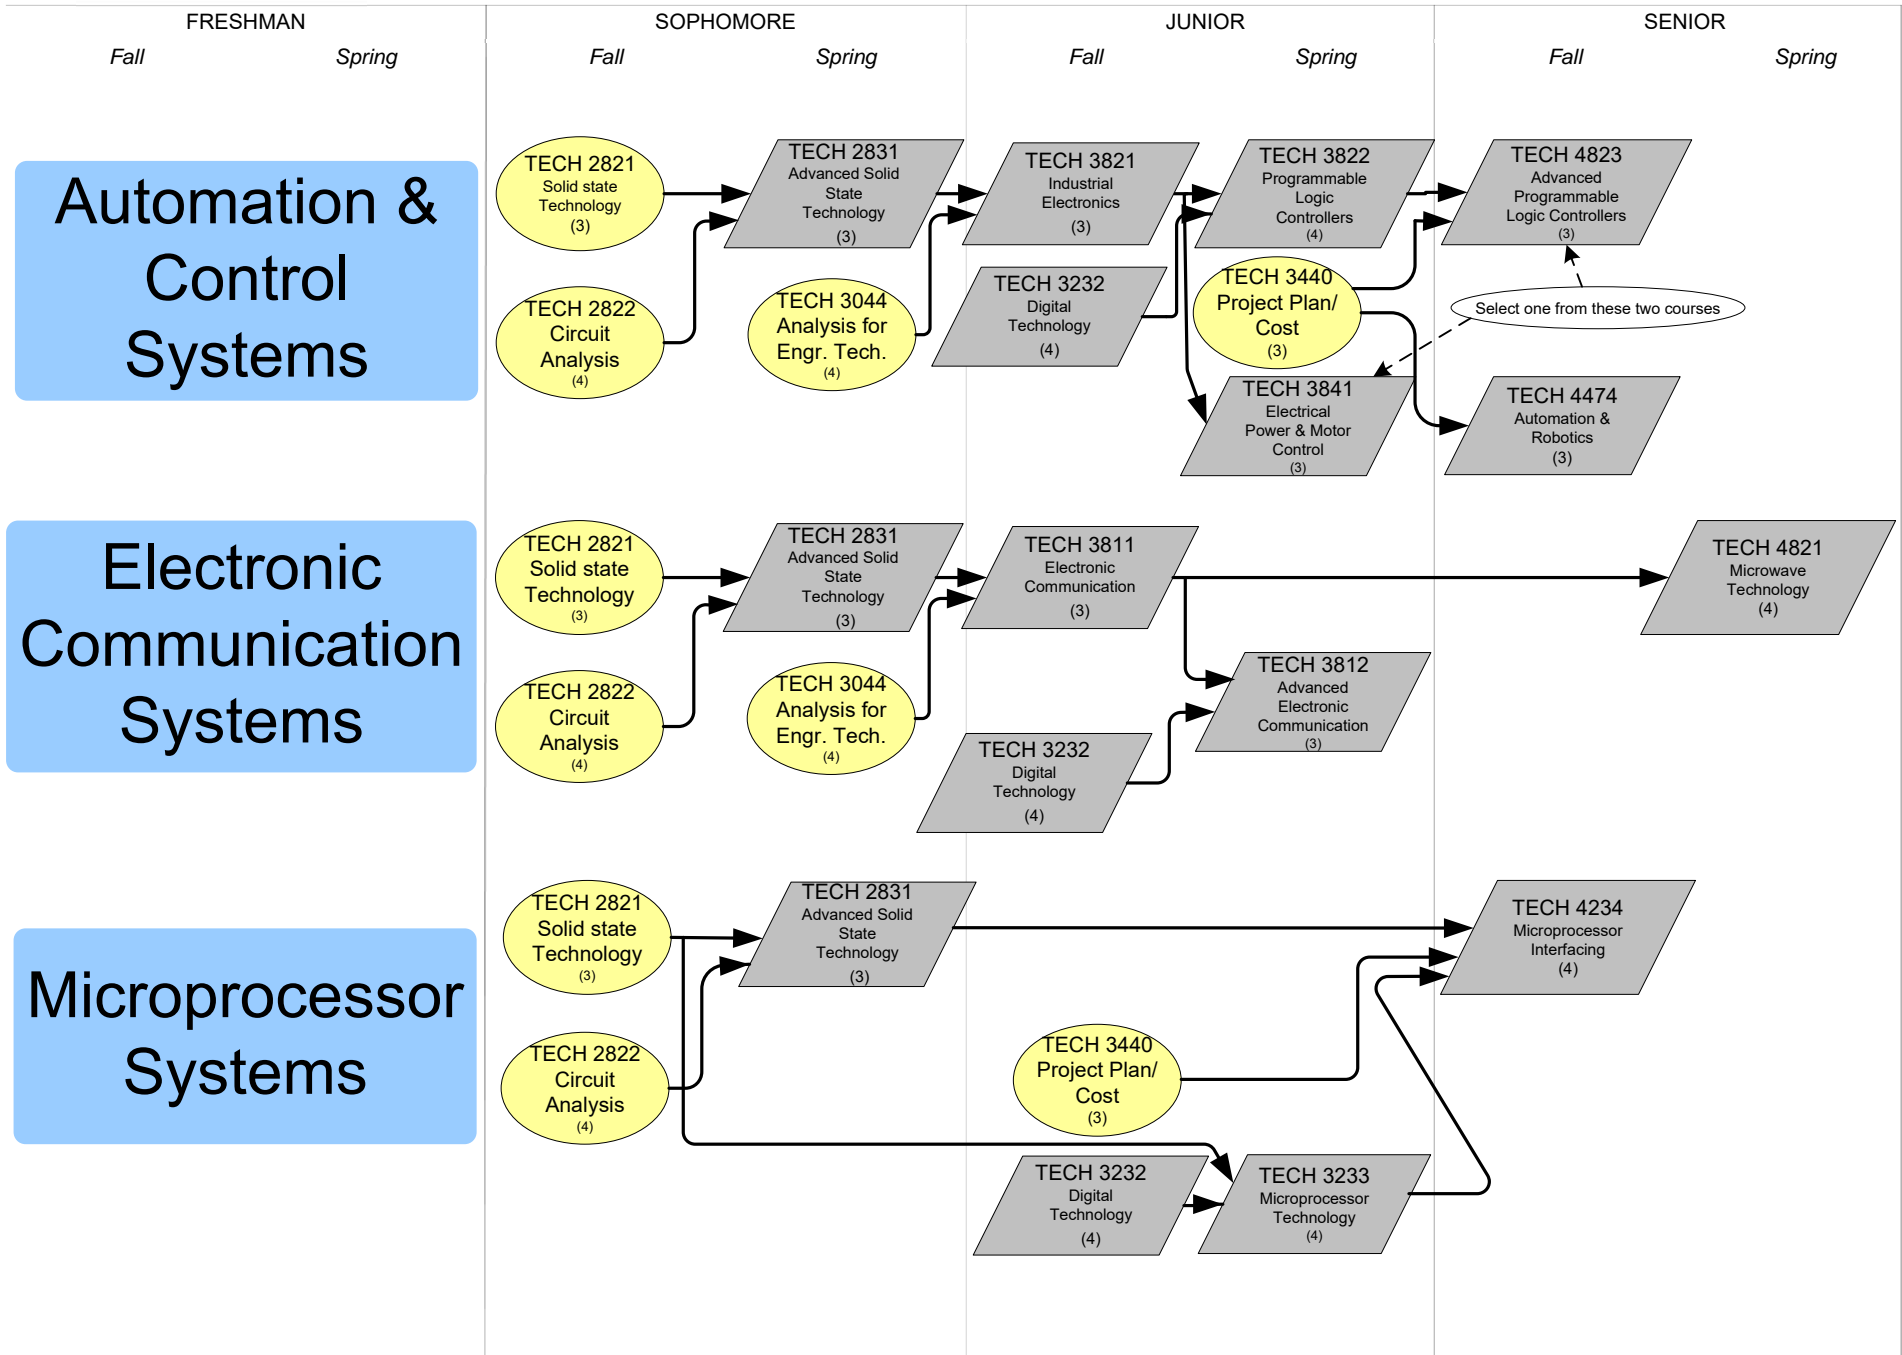 FRESHMAN
SOPHOMORE
JUNIOR
SENIOR
Fall
Spring
Fall
Spring
Fall
Spring
Fall
Spring
Automation &
Control
Systems
TECH 2821
Solid state
Technology
(3)
TECH 2822
Circuit
Analysis
(4)
TECH 2831
Advanced Solid
State
Technology
(3)
TECH 3044
Analysis for
Engr. Tech.
(4)
TECH 3821
Industrial
Electronics
(3)
TECH 3232
Digital
Technology
(4)
TECH 3822
Programmable
Logic
Controllers
(4)
TECH 3440
Project Plan/
Cost
(3)
TECH 3841
Electrical
Power & Motor
Control
(3)
TECH 4823
Advanced
Programmable
Logic Controllers
(3)
Select one from these two courses
TECH 4474
Automation &
Robotics
(3)
Electronic
Communication
Systems
TECH 2821
Solid state
Technology
(3)
TECH 2822
Circuit
Analysis
(4)
TECH 2831
Advanced Solid
State
Technology
(3)
TECH 3044
Analysis for
Engr. Tech.
(4)
TECH 3811
Electronic
Communication
(3)
TECH 3232
Digital
Technology
(4)
TECH 3812
Advanced
Electronic
Communication
(3)
TECH 4821
Microwave
Technology
(4)
Microprocessor
Systems
TECH 2821
Solid state
Technology
(3)
TECH 2822
Circuit
Analysis
(4)
TECH 2831
Advanced Solid
State
Technology
(3)
TECH 3440
Project Plan/
Cost
(3)
TECH 3232
Digital
Technology
(4)
TECH 3233
Microprocessor
Technology
(4)
TECH 4234
Microprocessor
Interfacing
(4)